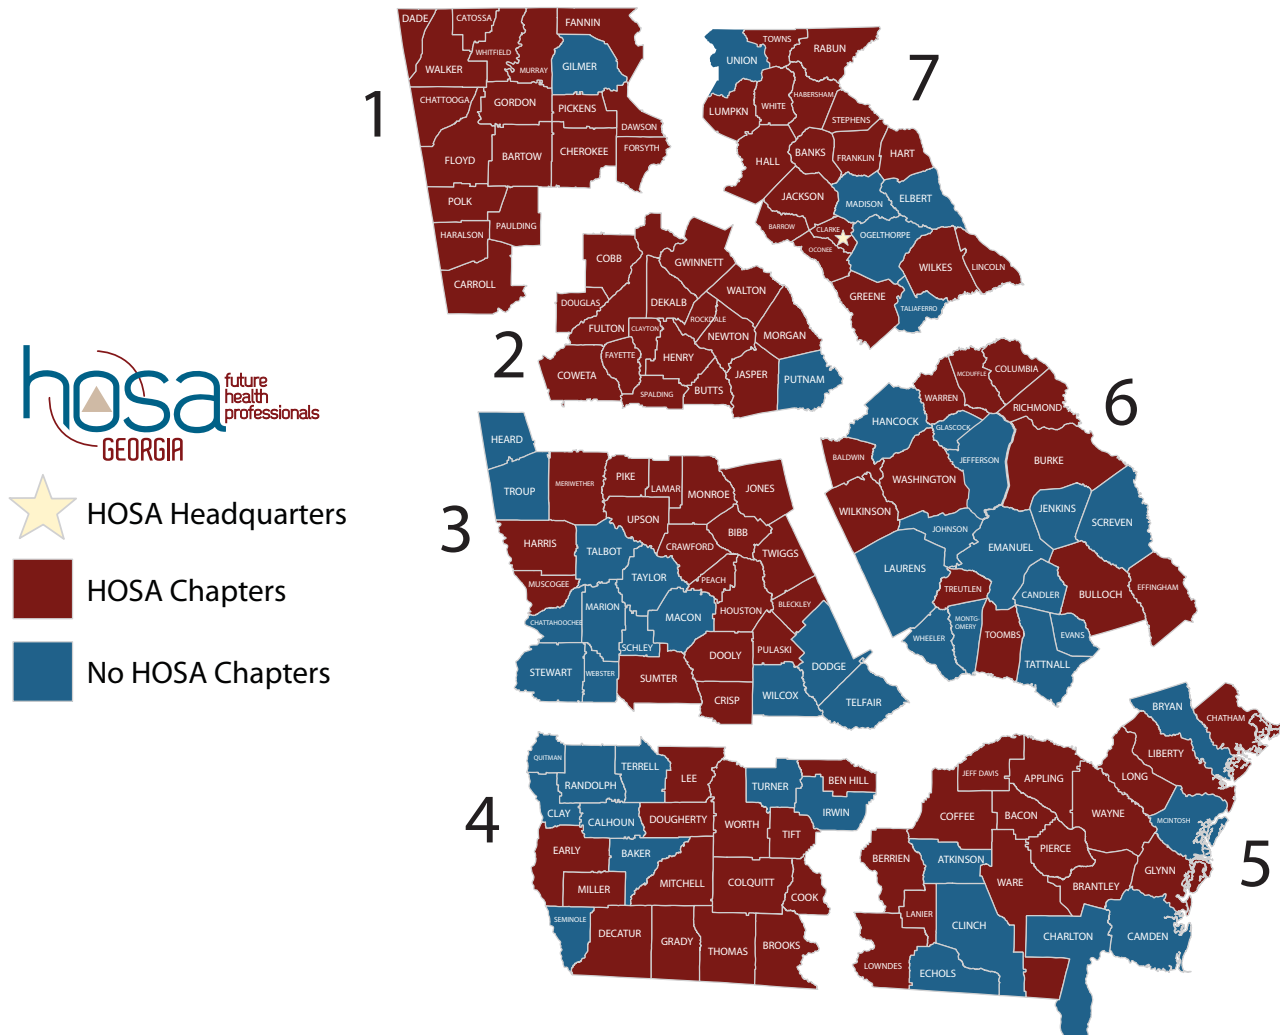 1
DADE
CATOSSA
FANNIN
WHITFIELD
MURRAY
GILMER
WALKER
CHATTOOGA
GORDON
PICKENS
DAWSON
FLOYD
BARTOW
CHEROKEE
FORSYTH
POLK
PAULDING
HARALSON
CARROLL
7
TOWNS
RABUN
UNION
HABERSHAM
LUMPKN
WHITE
STEPHENS
HALL
BANKS
FRANKLIN
HART
JACKSON
MADISON
ELBERT
BARROW
CLARKE
OGELTHORPE
OCONEE
WILKES
LINCOLN
GREENE
TALIAFERRO
2
COBB
GWINNETT
WALTON
DOUGLAS
DEKALB
ROCKDALE
FULTON
CLAYTON
NEWTON
MORGAN
FAYETTE
HENRY
COWETA
JASPER
PUTNAM
SPALDING
BUTTS
hosa
future
health
professionals
GEORGIA
HOSA Headquarters
HOSA Chapters
No HOSA Chapters
6
MCDUFFLE
COLUMBIA
WARREN
RICHMOND
HANCOCK
GLASCOCK
BALDWIN
JEFFERSON
BURKE
WASHINGTON
WILKINSON
JENKINS
SCREVEN
JOHNSON
EMANUEL
LAURENS
TREUTLEN
CANDLER
BULLOCH
EFFINGHAM
MONTG-
OMERY
WHEELER
TOOMBS
EVANS
TATTNALL
3
HEARD
TROUP
MERIWETHER
PIKE
LAMAR
MONROE
JONES
UPSON
BIBB
HARRIS
TALBOT
CRAWFORD
TWIGGS
MUSCOGEE
TAYLOR
PEACH
MARION
MACON
HOUSTON
BLECKLEY
CHATTAHOOCHEE
SCHLEY
DOOLY
PULASKI
STEWART
WEBSTER
SUMTER
DODGE
CRISP
WILCOX
TELFAIR
4
QUITMAN
TERRELL
LEE
RANDOLPH
TURNER
BEN HILL
CLAY
CALHOUN
DOUGHERTY
WORTH
IRWIN
TIFT
EARLY
BAKER
MILLER
MITCHELL
COLQUITT
COOK
SEMINOLE
DECATUR
GRADY
THOMAS
BROOKS
5
BRYAN
CHATHAM
LIBERTY
JEFF DAVIS
APPLING
LONG
COFFEE
BACON
WAYNE
MCINTOSH
BERRIEN
ATKINSON
PIERCE
GLYNN
WARE
BRANTLEY
LANIER
CLINCH
CHARLTON
CAMDEN
LOWNDES
ECHOLS